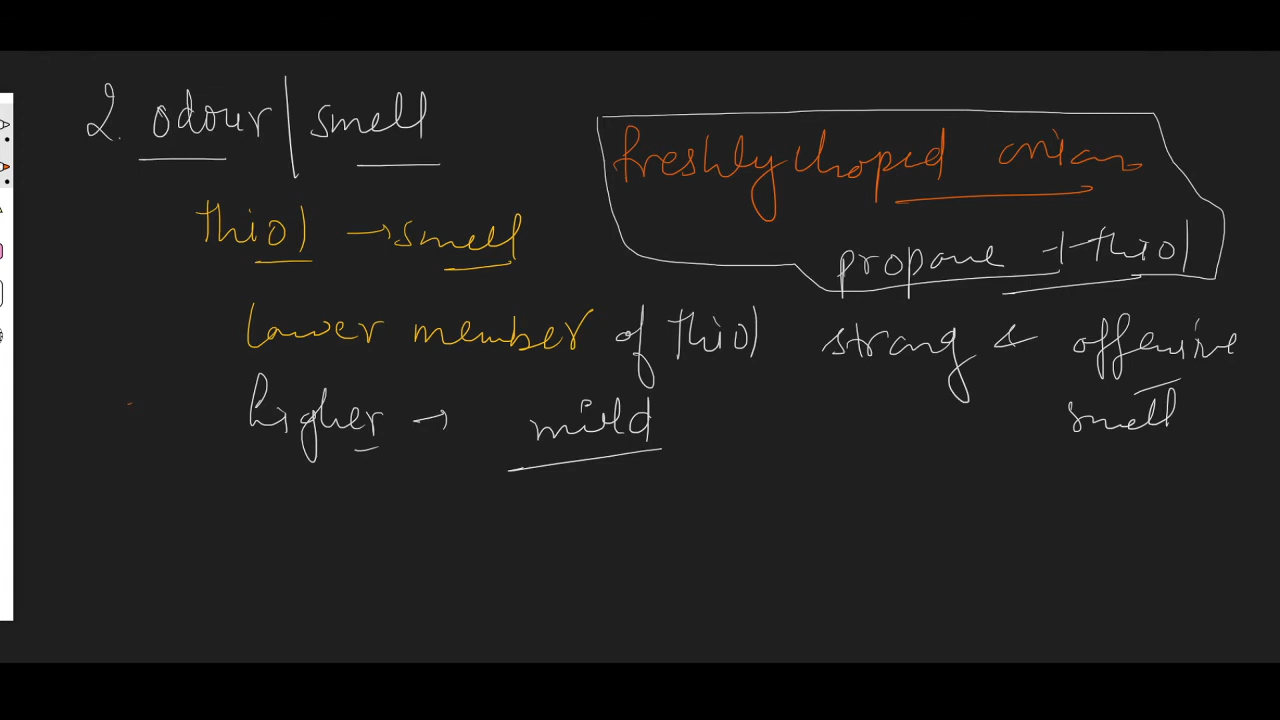 2. odour | smell
freshly choped onion
propane -1-thiol
thiol → smell
lower member of thiol strong & offensive smell
higher → mild